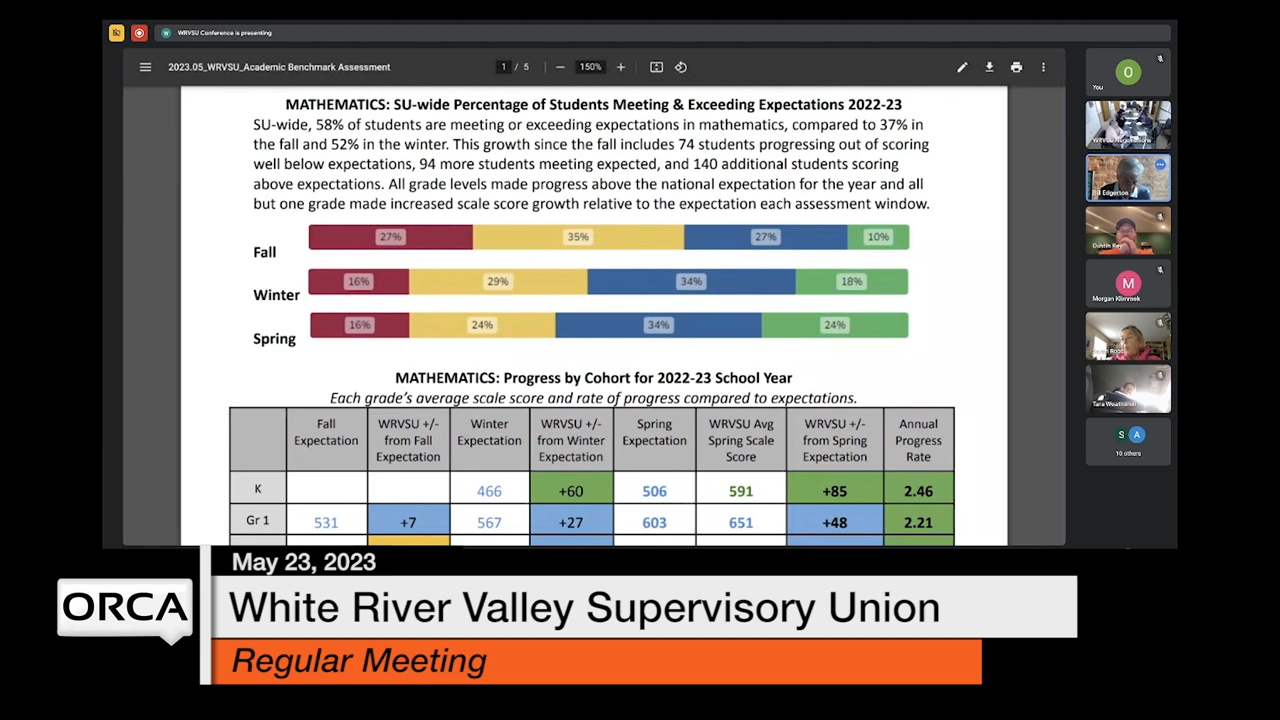 WRVSU Conference is presenting
2023.05_WRVSU_Academic Benchmark Assessment
1 / 5
150%
MATHEMATICS: SU-wide Percentage of Students Meeting & Exceeding Expectations 2022-23
SU-wide, 58% of students are meeting or exceeding expectations in mathematics, compared to 37% in
the fall and 52% in the winter. This growth since the fall includes 74 students progressing out of scoring
well below expectations, 94 more students meeting expected, and 140 additional students scoring
above expectations. All grade levels made progress above the national expectation for the year and all
but one grade made increased scale score growth relative to the expectation each assessment window.
Fall 27% 35% 27% 10%
Winter 16% 29% 34% 18%
Spring 16% 24% 34% 24%
MATHEMATICS: Progress by Cohort for 2022-23 School Year
Each grade's average scale score and rate of progress compared to expectations.
Fall Expectation
WRVSU +/- from Fall Expectation
Winter Expectation
WRVSU +/- from Winter Expectation
Spring Expectation
WRVSU Avg Spring Scale Score
WRVSU +/- from Spring Expectation
Annual Progress Rate
K 466 +60 506 591 +85 2.46
Gr 1 531 +7 567 +27 603 651 +48 2.21
O
You
Bill Edgerton
M
Morgan Klimmek
S A
10 others
May 23, 2023
ORCA
White River Valley Supervisory Union
Regular Meeting